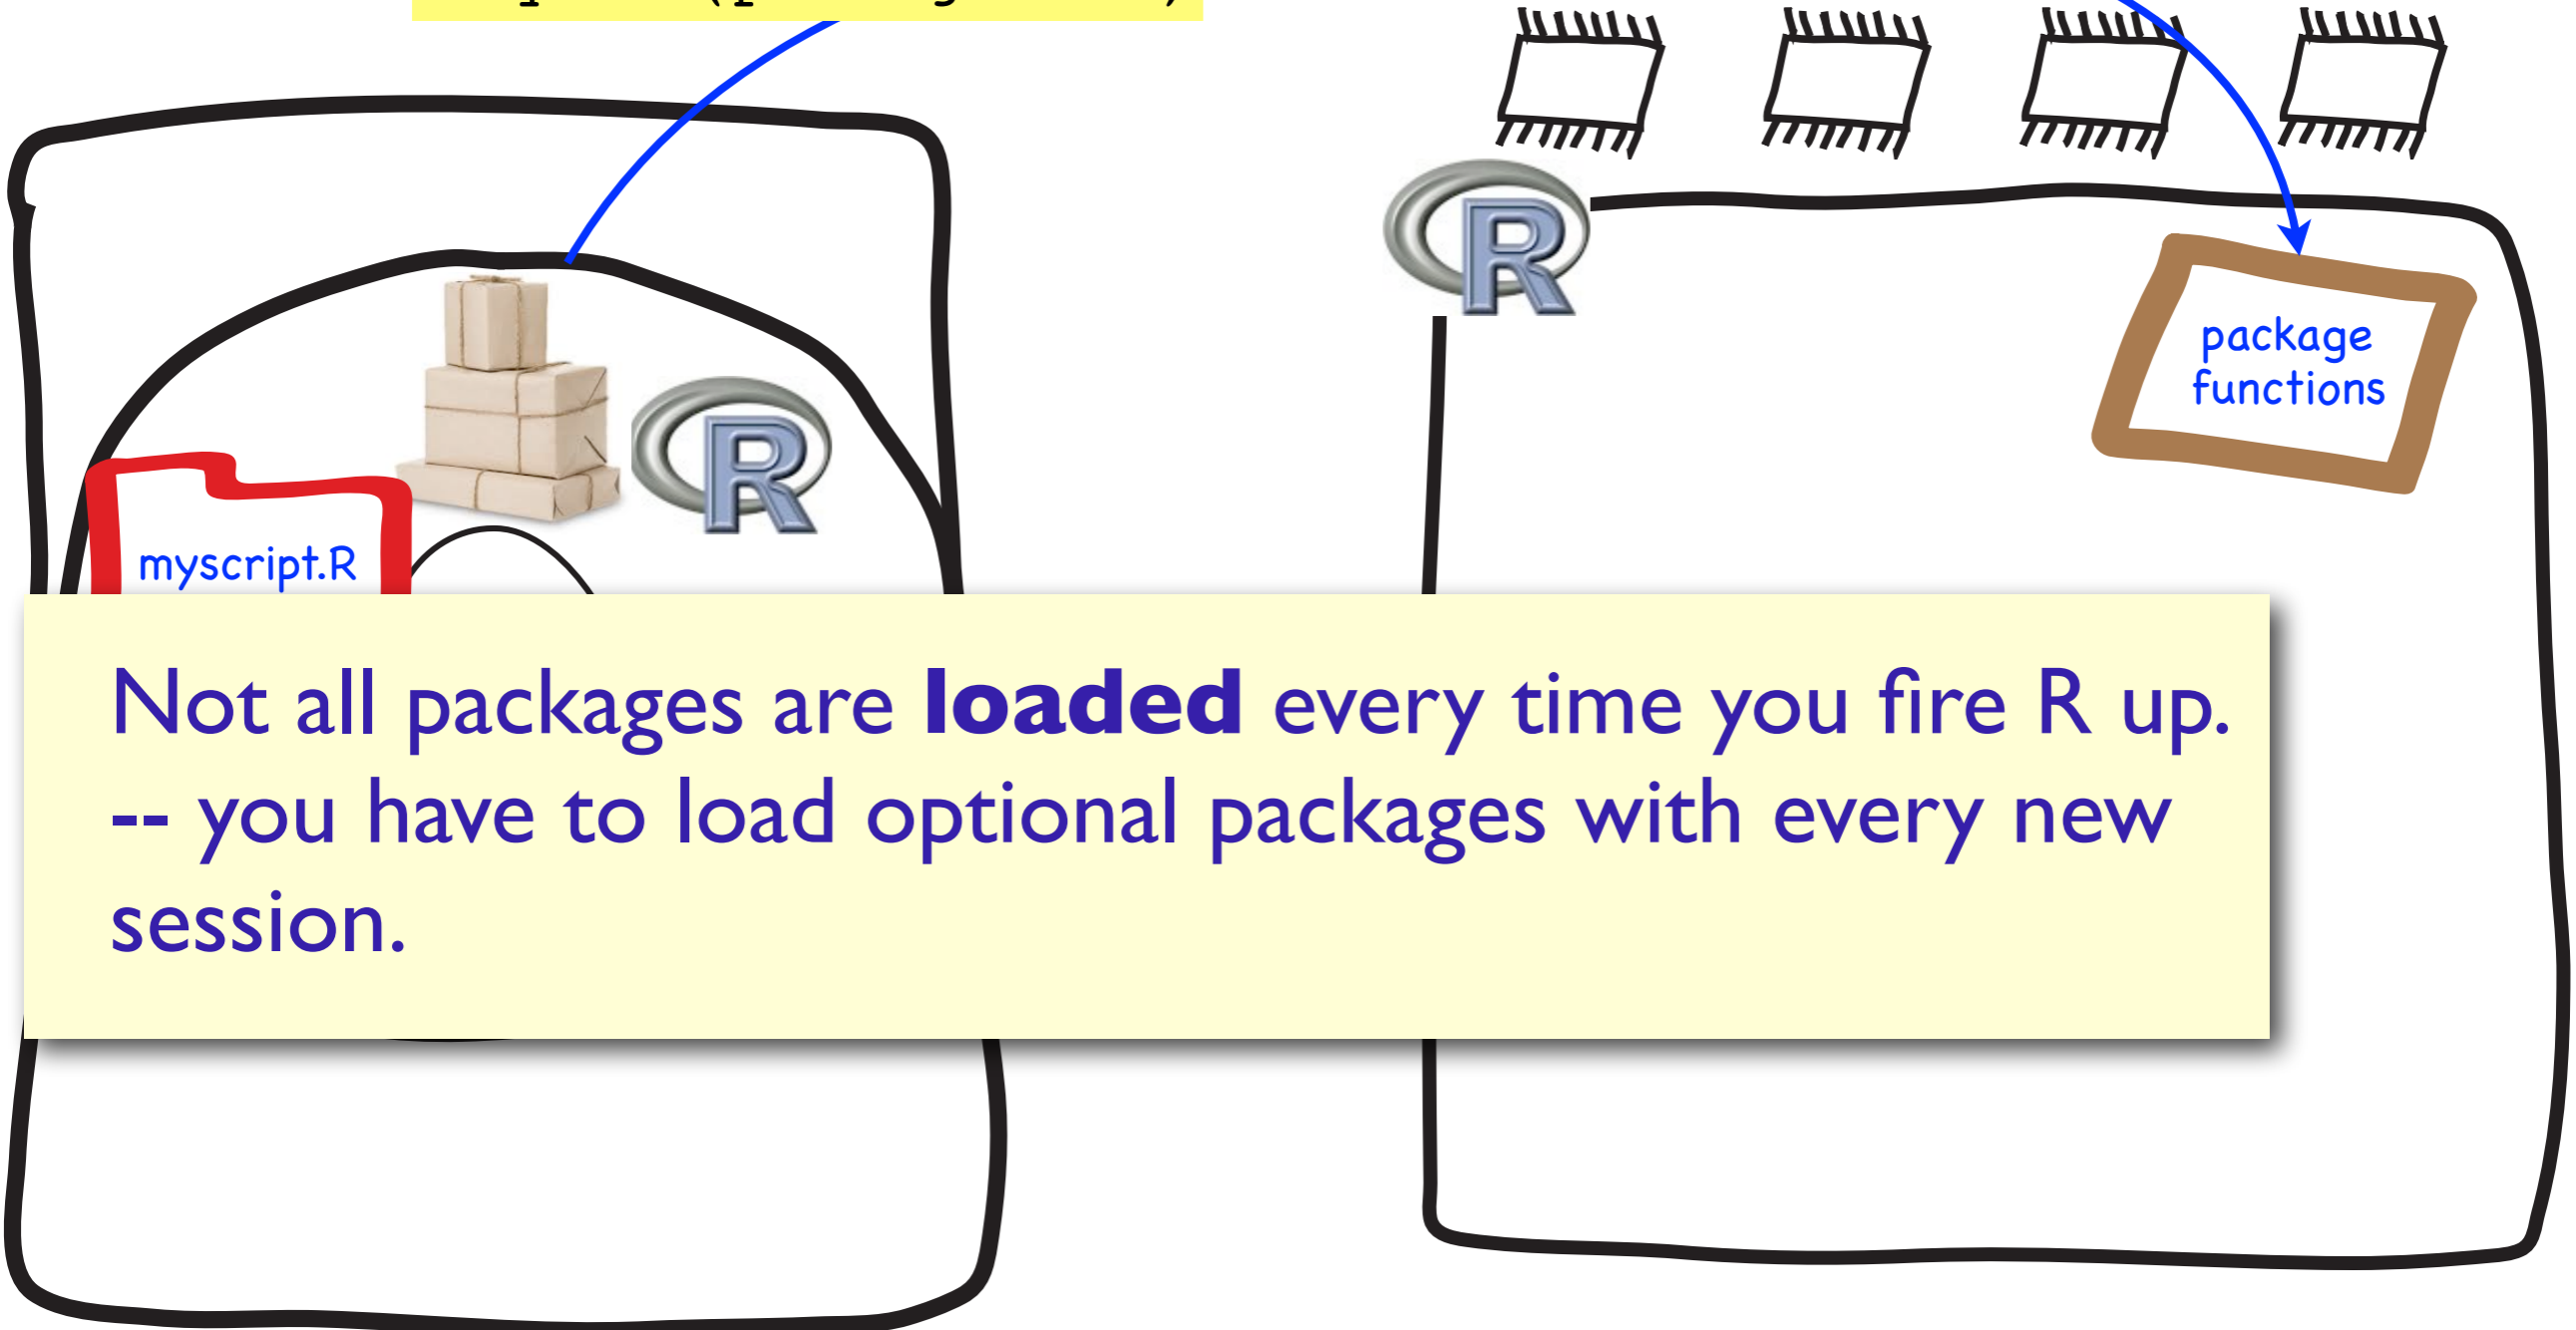 package
functions
R
R
myscript.R
Not all packages are loaded every time you fire R up.
-- you have to load optional packages with every new
session.